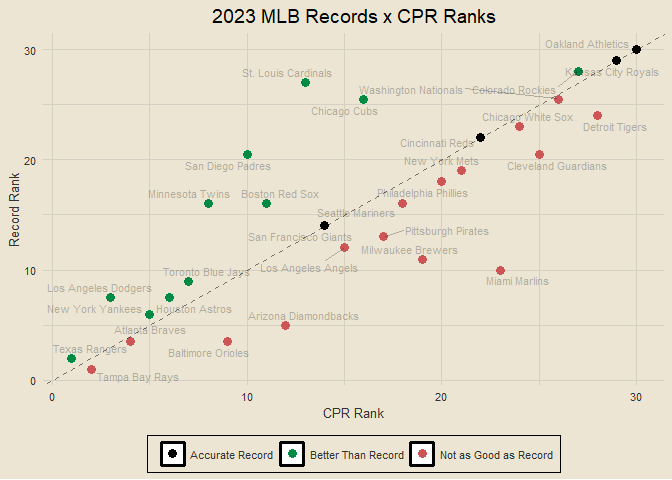 2023 MLB Records x CPR Ranks
30
Oakland Athletics
St. Louis Cardinals
Kansas City Royals
Washington Nationals
Colorado Rockies
Chicago Cubs
Chicago White Sox
Detroit Tigers
Cincinnati Reds
20
San Diego Padres
New York Mets
Cleveland Guardians
Minnesota Twins
Boston Red Sox
Philadelphia Phillies
Record Rank
Seattle Mariners
San Francisco Giants
Pittsburgh Pirates
Milwaukee Brewers
10
Toronto Blue Jays
Los Angeles Angels
Miami Marlins
Los Angeles Dodgers
New York Yankees
Houston Astros
Arizona Diamondbacks
Atlanta Braves
Texas Rangers
Baltimore Orioles
Tampa Bay Rays
0
0
10
20
30
CPR Rank
Accurate Record
Better Than Record
Not as Good as Record